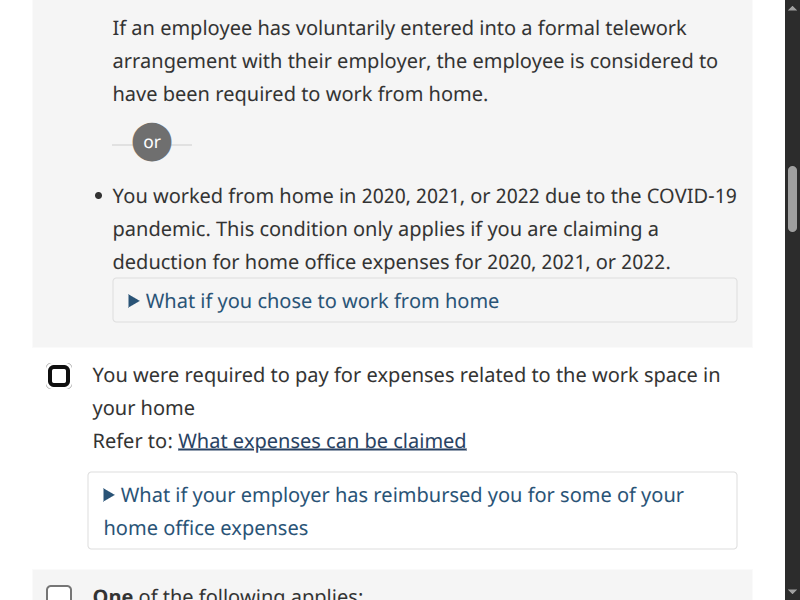 If an employee has voluntarily entered into a formal telework
arrangement with their employer, the employee is considered to
have been required to work from home.
or
You worked from home in 2020, 2021, or 2022 due to the COVID-19
pandemic. This condition only applies if you are claiming a
deduction for home office expenses for 2020, 2021, or 2022.
What if you chose to work from home
You were required to pay for expenses related to the work space in
your home
Refer to: What expenses can be claimed
What if your employer has reimbursed you for some of your
home office expenses
One of the following applies: